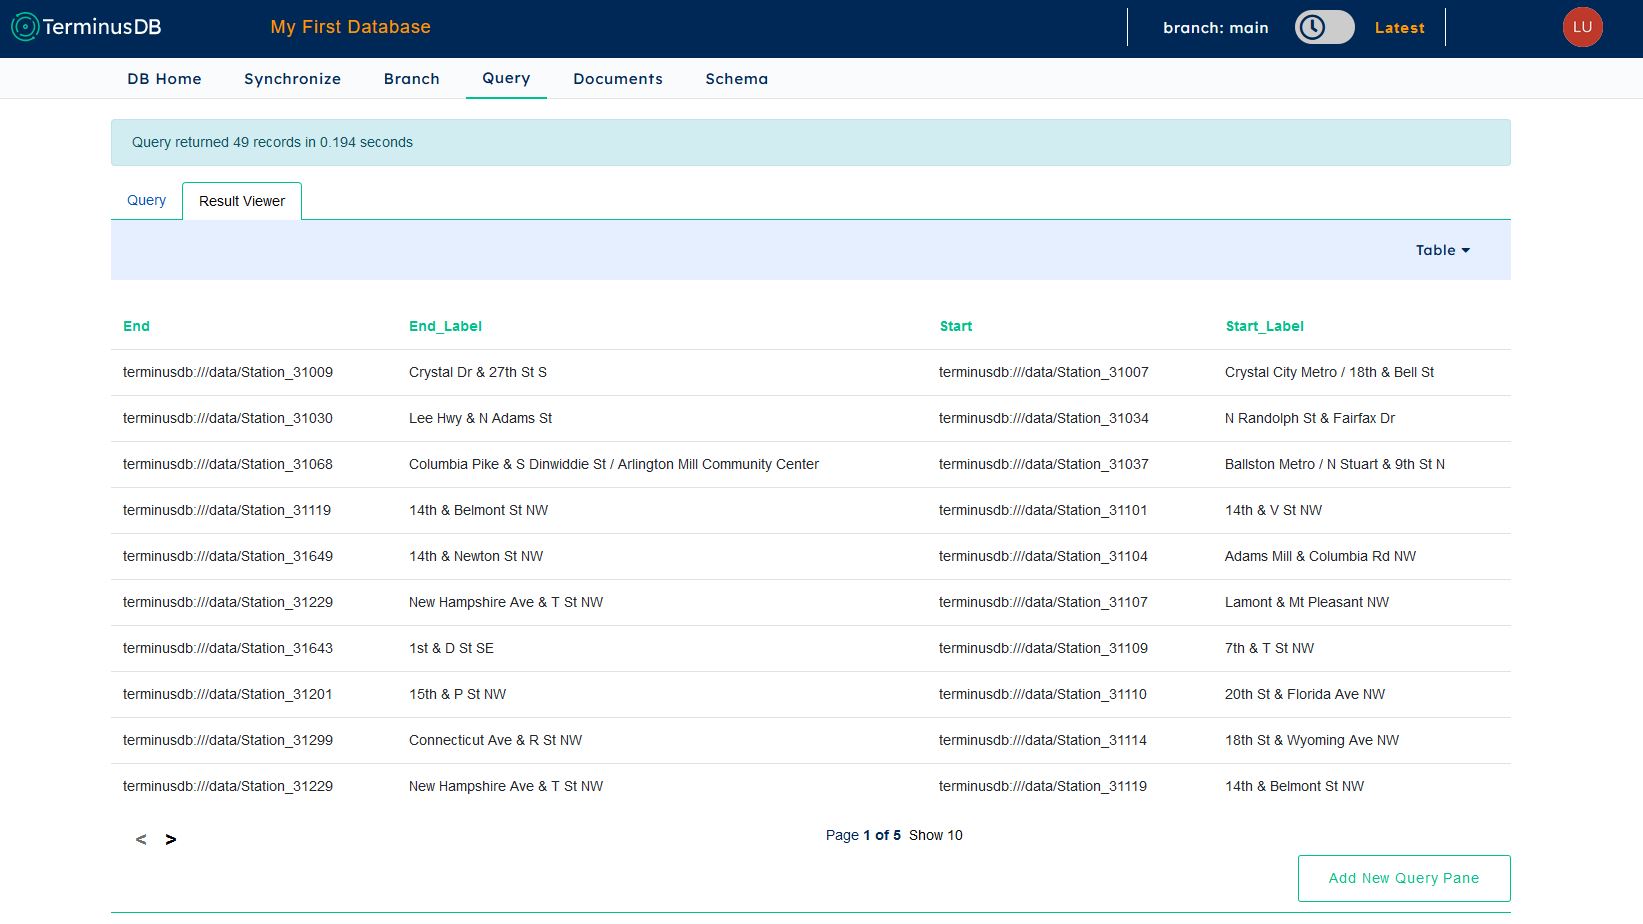 TerminusDB My First Database branch: main Latest LU
DB Home Synchronize Branch Query Documents Schema
Query returned 49 records in 0.194 seconds
Query Result Viewer
Table
End End_Label Start Start_Label
terminusdb:///data/Station_31009 Crystal Dr & 27th St S terminusdb:///data/Station_31007 Crystal City Metro / 18th & Bell St
terminusdb:///data/Station_31030 Lee Hwy & N Adams St terminusdb:///data/Station_31034 N Randolph St & Fairfax Dr
terminusdb:///data/Station_31068 Columbia Pike & S Dinwiddie St / Arlington Mill Community Center terminusdb:///data/Station_31037 Ballston Metro / N Stuart & 9th St N
terminusdb:///data/Station_31119 14th & Belmont St NW terminusdb:///data/Station_31101 14th & V St NW
terminusdb:///data/Station_31649 14th & Newton St NW terminusdb:///data/Station_31104 Adams Mill & Columbia Rd NW
terminusdb:///data/Station_31229 New Hampshire Ave & T St NW terminusdb:///data/Station_31107 Lamont & Mt Pleasant NW
terminusdb:///data/Station_31643 1st & D St SE terminusdb:///data/Station_31109 7th & T St NW
terminusdb:///data/Station_31201 15th & P St NW terminusdb:///data/Station_31110 20th St & Florida Ave NW
terminusdb:///data/Station_31299 Connecticut Ave & R St NW terminusdb:///data/Station_31114 18th St & Wyoming Ave NW
terminusdb:///data/Station_31229 New Hampshire Ave & T St NW terminusdb:///data/Station_31119 14th & Belmont St NW
< > Page 1 of 5 Show 10
Add New Query Pane